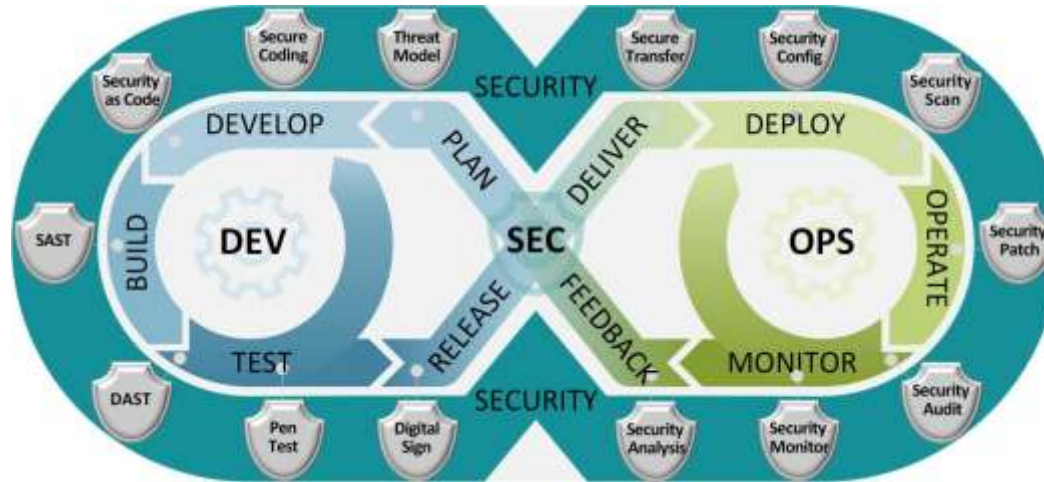 Secure
Coding
Threat
Model
Secure
Transfer
Security
Config
Security
as Code
SECURITY
Security
Scan
DEVELOP
PLAN
DELIVER
DEPLOY
SAST
BUILD
DEV
SEC
OPS
OPERATE
Security
Patch
TEST
RELEASE
FEEDBACK
MONITOR
DAST
SECURITY
Security
Audit
Pen
Test
Digital
Sign
Security
Analysis
Security
Monitor